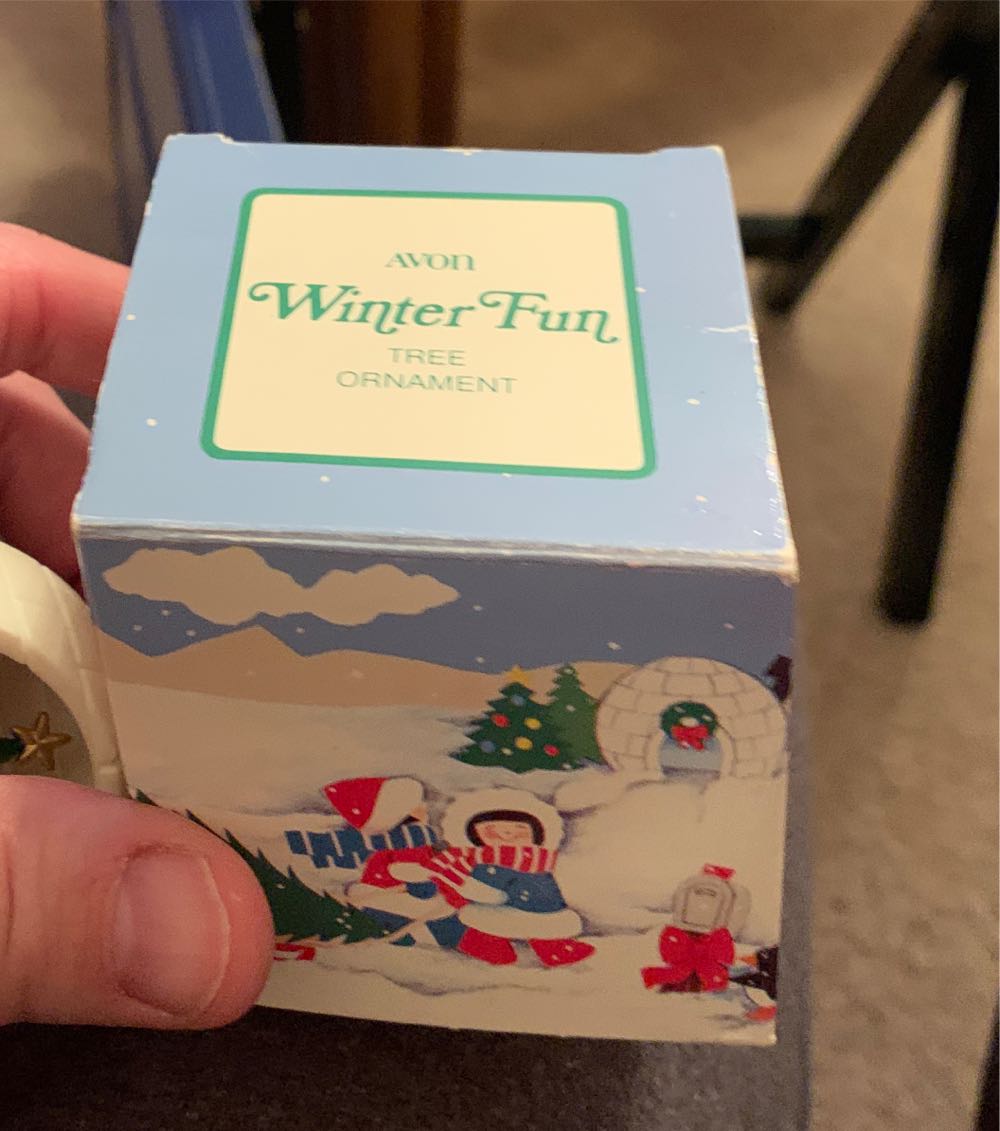 AVON
Winter Fun
TREE
ORNAMENT